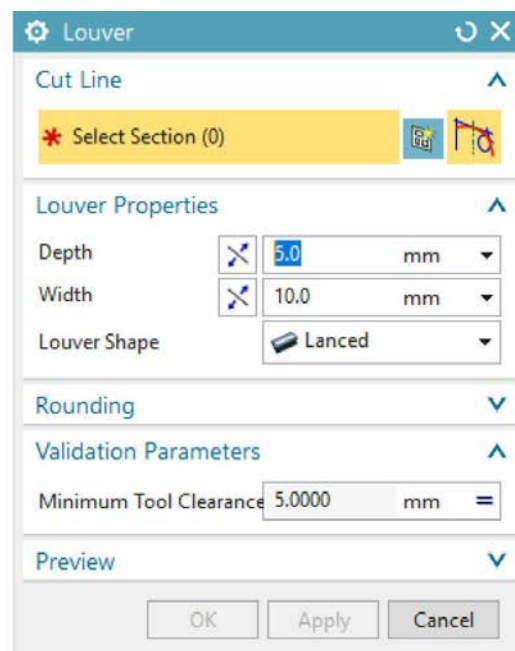 Louver
Cut Line
* Select Section (0)
Louver Properties
Depth 5.0 mm
Width 10.0 mm
Louver Shape Lanced
Rounding
Validation Parameters
Minimum Tool Clearance 5.0000 mm =
Preview
OK Apply Cancel